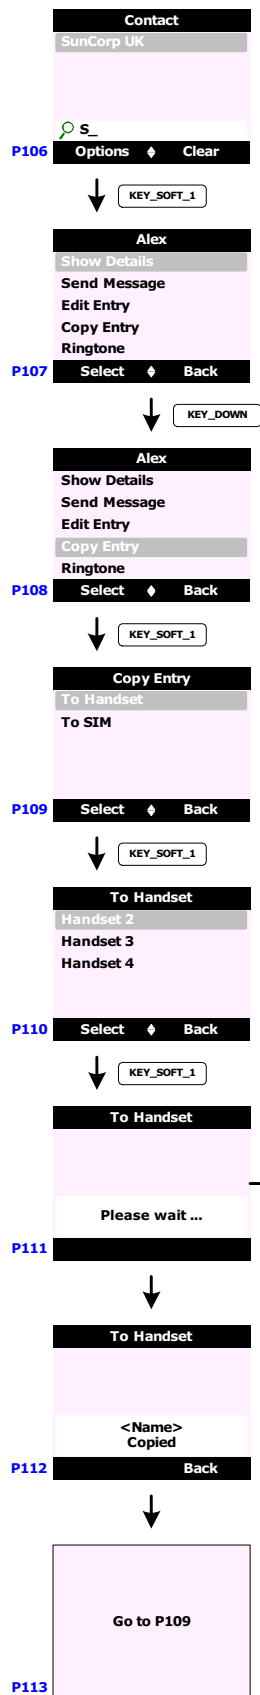 Contact
SunCorp UK
S_
P106 Options Clear
KEY_SOFT_1
Alex
Show Details
Send Message
Edit Entry
Copy Entry
Ringtone
P107 Select Back
KEY_DOWN
Alex
Show Details
Send Message
Edit Entry
Copy Entry
Ringtone
P108 Select Back
KEY_SOFT_1
Copy Entry
To Handset
To SIM
P109 Select Back
KEY_SOFT_1
To Handset
Handset 2
Handset 3
Handset 4
P110 Select Back
KEY_SOFT_1
To Handset
Please wait ...
P111
To Handset
<Name>
Copied
P112 Back
Go to P109
P113